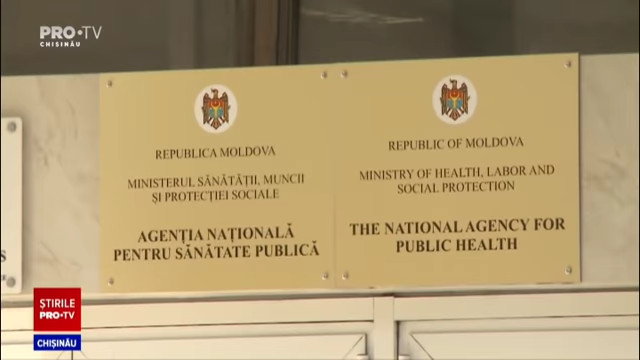 PRO·TV
CHIȘINĂU
REPUBLICA MOLDOVA
MINISTERUL SĂNĂTĂȚII, MUNCII
ȘI PROTECȚIEI SOCIALE
AGENȚIA NAȚIONALĂ
PENTRU SĂNĂTATE PUBLICĂ
REPUBLIC OF MOLDOVA
MINISTRY OF HEALTH, LABOR AND
SOCIAL PROTECTION
THE NATIONAL AGENCY FOR
PUBLIC HEALTH
ȘTIRILE
PRO·TV
CHIȘINĂU